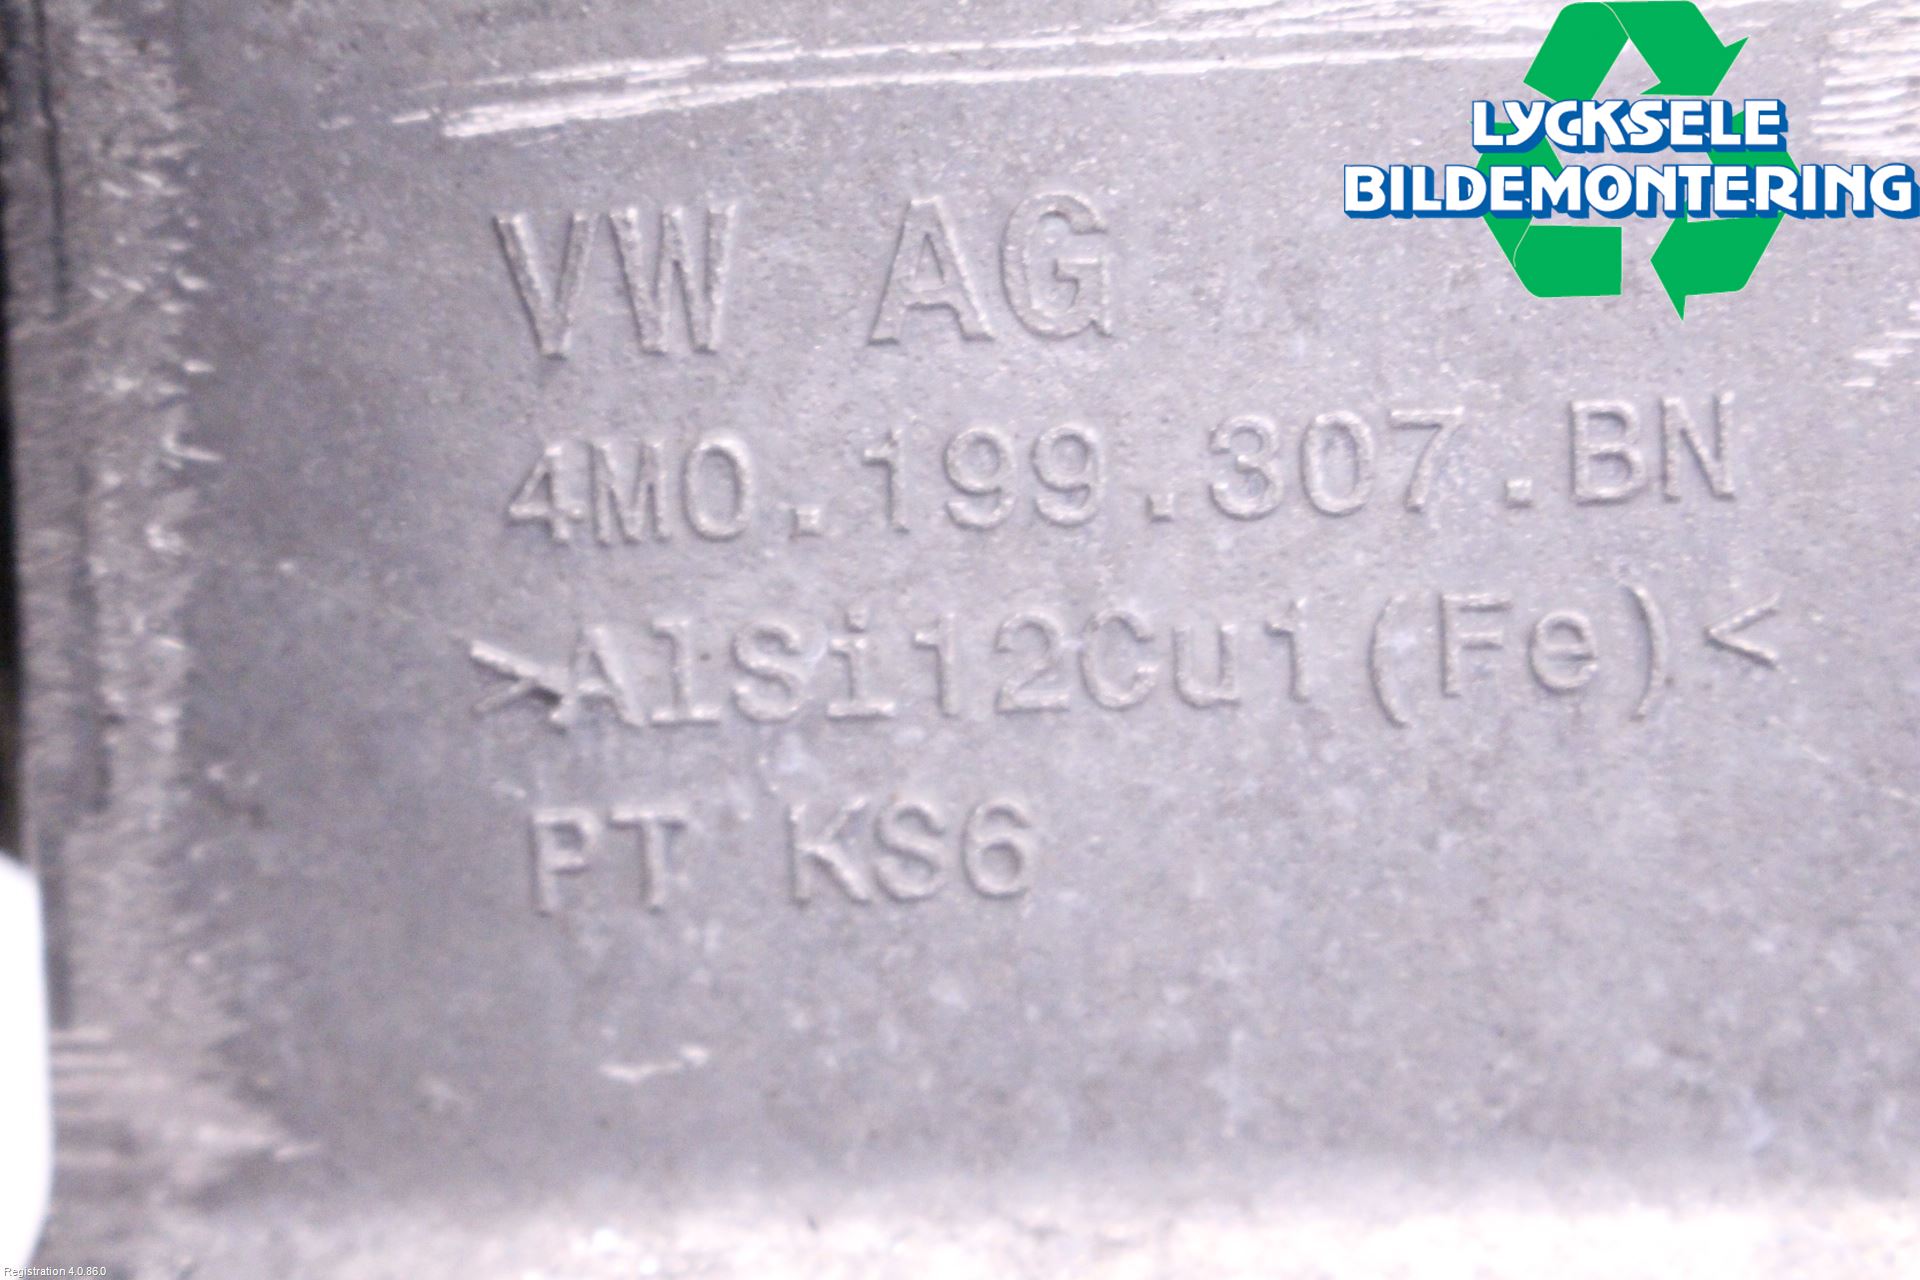 LYCKSELE
BILDEMONTERING
VW AG
4M0.199.307.BN
>AlSi12Cu1(Fe)<
PT KS6
Registration 4.0.86.0